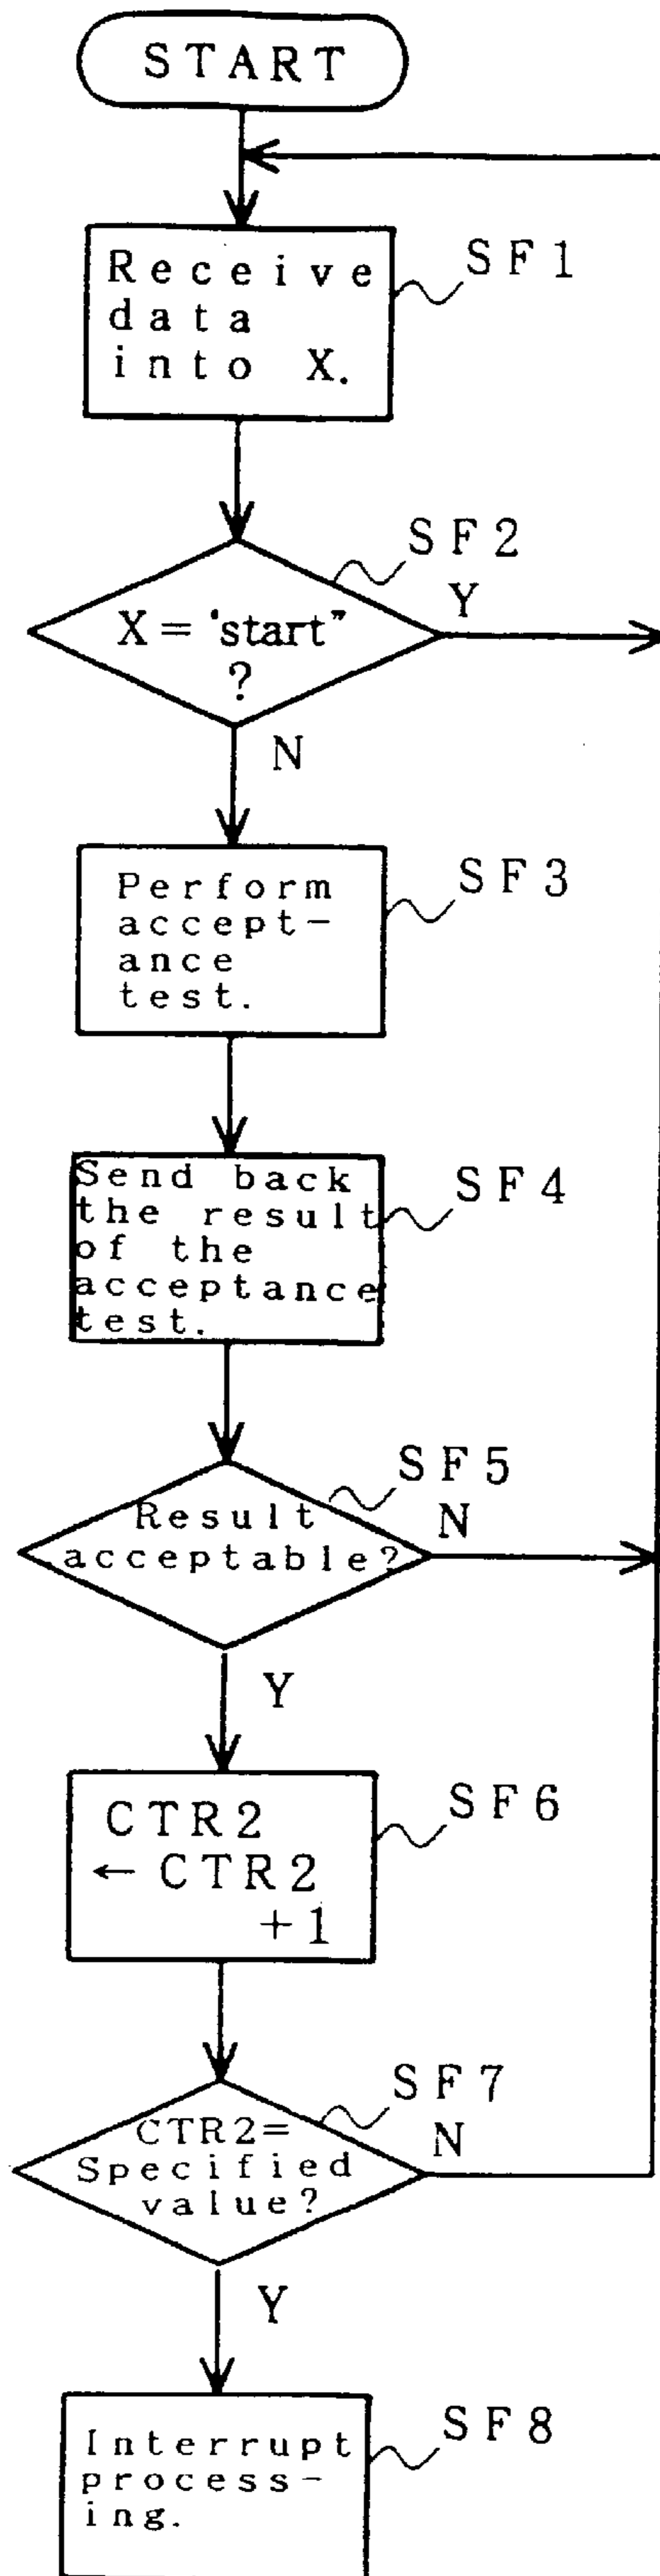 START
Receive
data
into X.
SF1
SF2
X = "start"
?
Y
N
Perform
accept-
ance
test.
SF3
Send back
the result
of the
acceptance
test.
SF4
SF5
Result
acceptable?
N
Y
CTR2
← CTR2
+1
SF6
SF7
CTR2=
Specified
value?
N
Y
Interrupt
process-
ing.
SF8